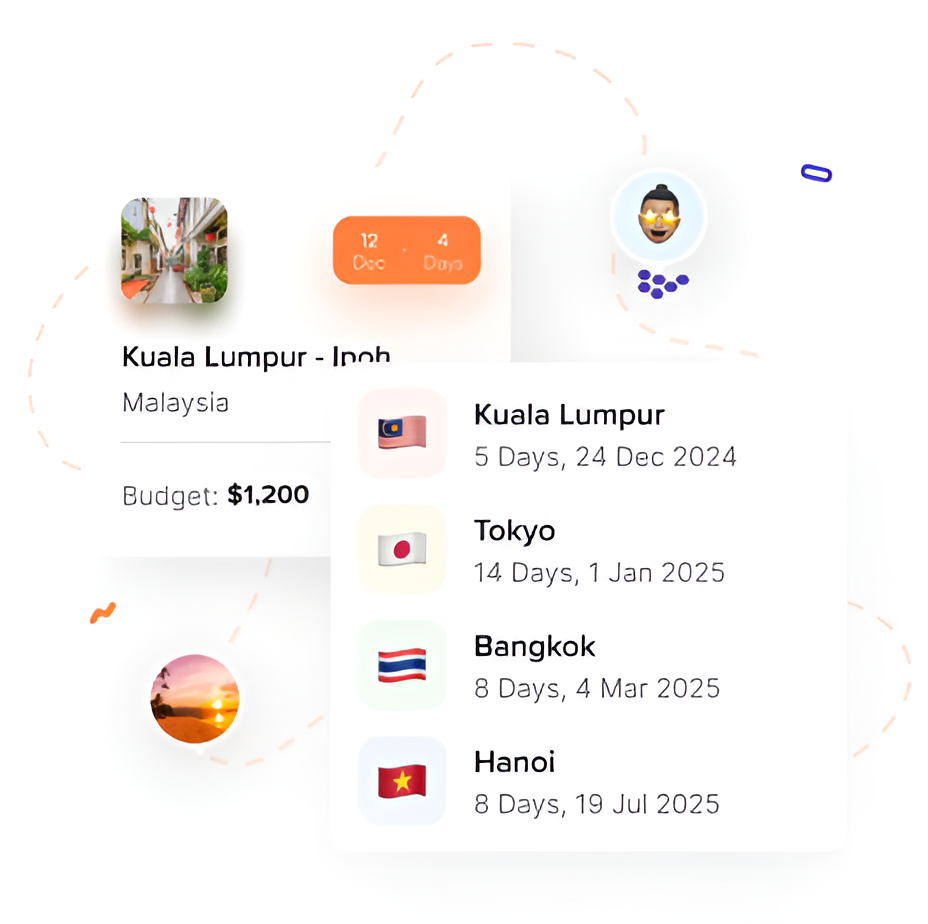 12
Dec
4
Days
Kuala Lumpur - Ipoh
Malaysia
Budget: $1,200
Kuala Lumpur
5 Days, 24 Dec 2024
Tokyo
14 Days, 1 Jan 2025
Bangkok
8 Days, 4 Mar 2025
Hanoi
8 Days, 19 Jul 2025